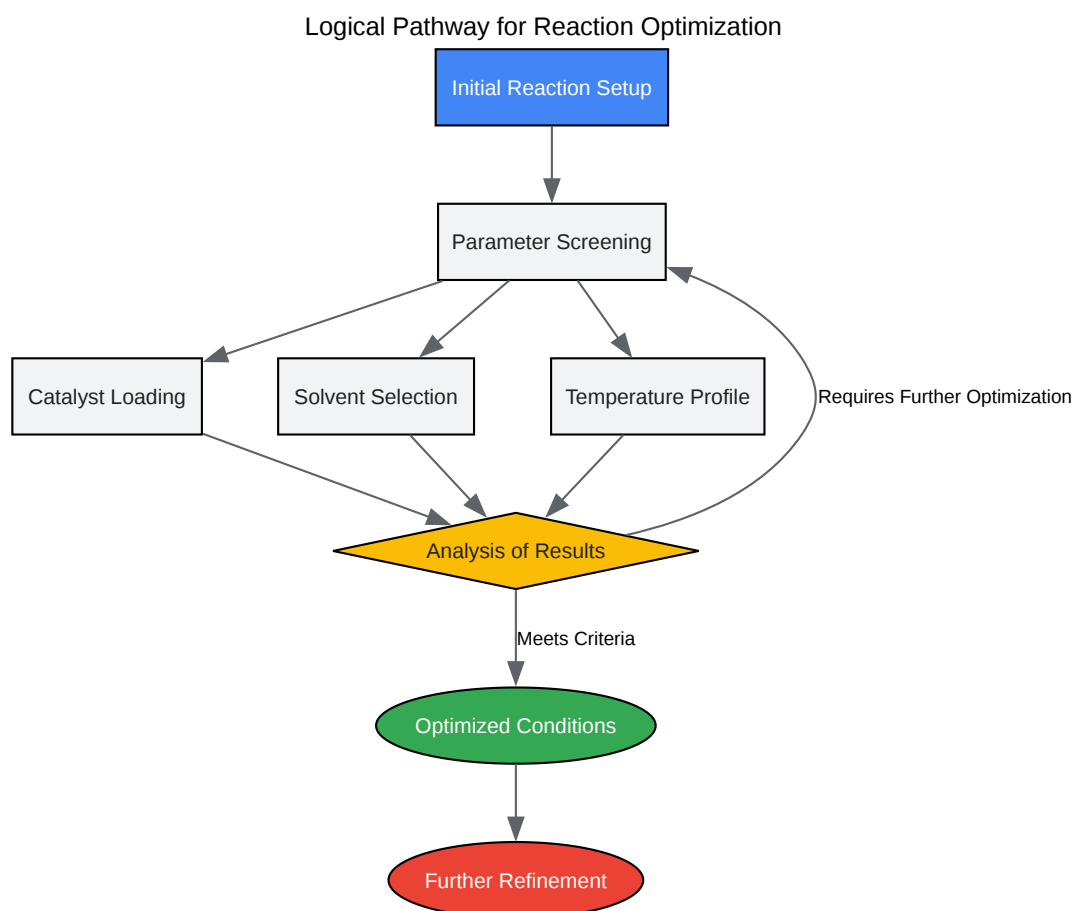 Logical Pathway for Reaction Optimization
Initial Reaction Setup
Parameter Screening
Catalyst Loading
Solvent Selection
Temperature Profile
Requires Further Optimization
Analysis of Results
Meets Criteria
Optimized Conditions
Further Refinement